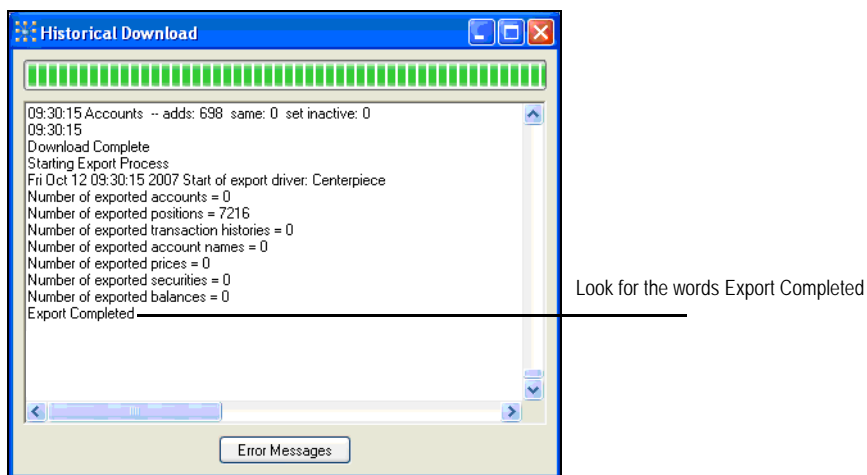 Historical Download
09:30:15 Accounts -- adds: 698 same: 0 set inactive: 0
09:30:15
Download Complete
Starting Export Process
Fri Oct 12 09:30:15 2007 Start of export driver: Centerpiece
Number of exported accounts = 0
Number of exported positions = 7216
Number of exported transaction histories = 0
Number of exported account names = 0
Number of exported prices = 0
Number of exported securities = 0
Number of exported balances = 0
Export Completed
Look for the words Export Completed
Error Messages